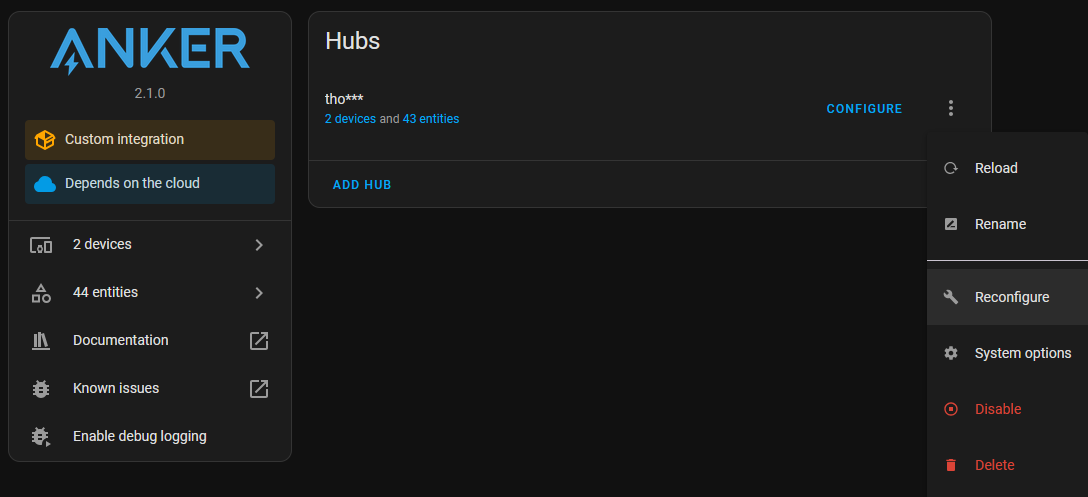 ANKER
2.1.0
Custom integration
Depends on the cloud
2 devices
44 entities
Documentation
Known issues
Enable debug logging
Hubs
tho***
2 devices and 43 entities
CONFIGURE
ADD HUB
Reload
Rename
Reconfigure
System options
Disable
Delete